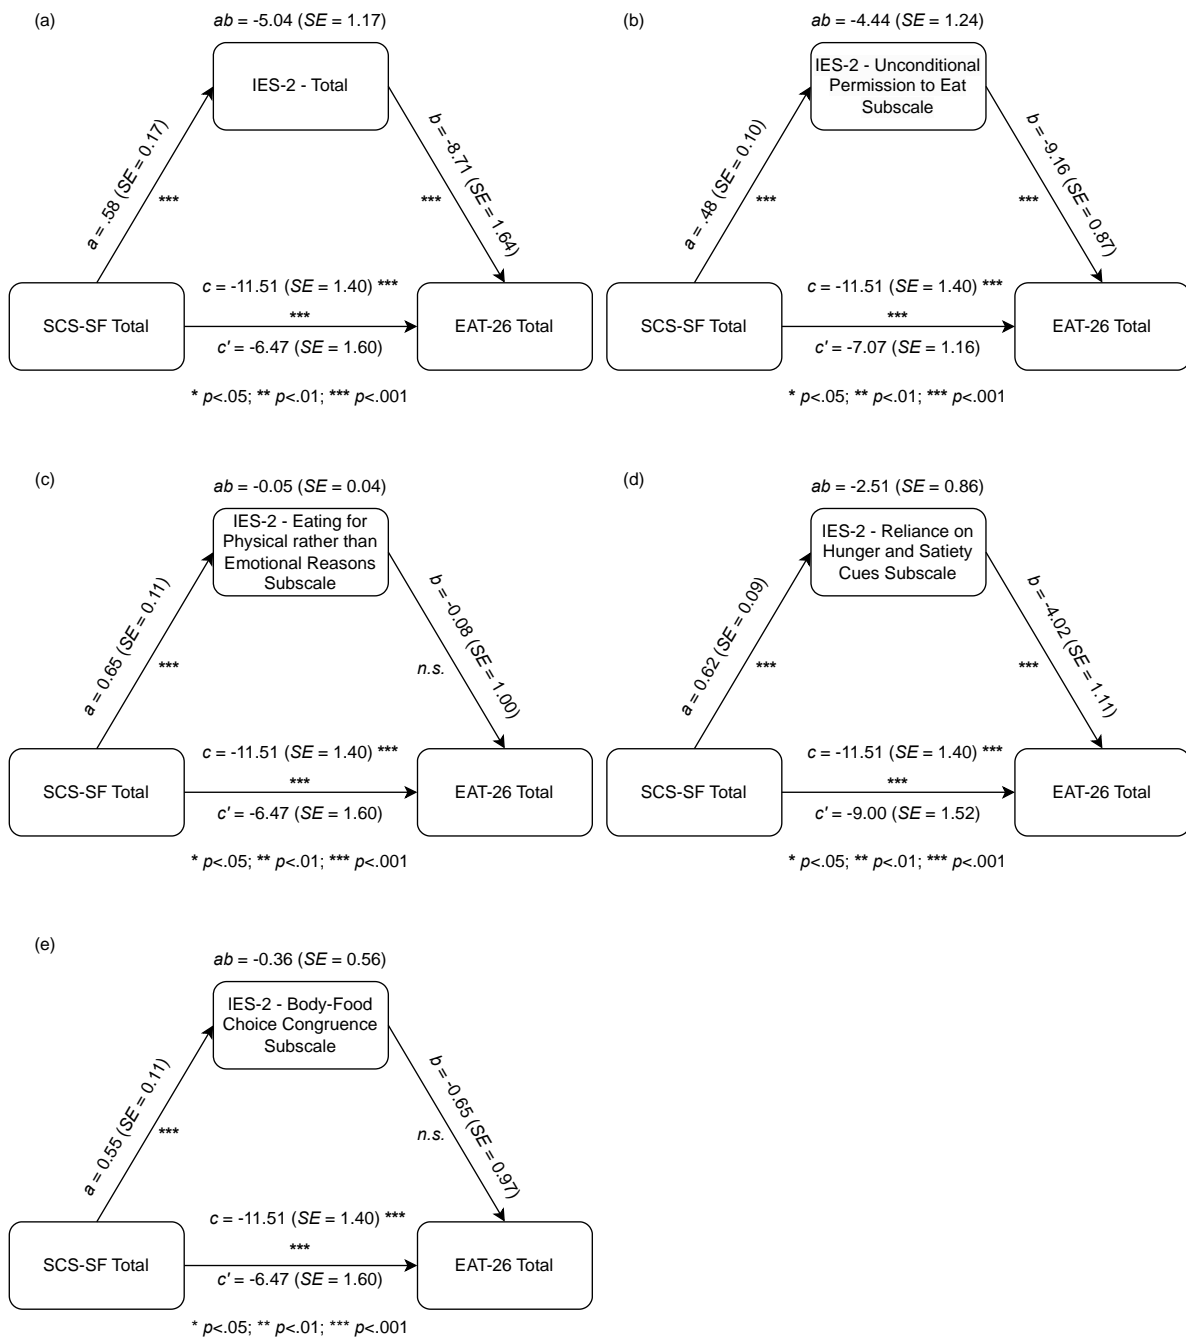 (a)
ab = -5.04 (SE = 1.17)
IES-2 - Total
a = .58 (SE = 0.17)
***
b = -8.71 (SE = 1.64)
***
SCS-SF Total
c = -11.51 (SE = 1.40) ***
***
c' = -6.47 (SE = 1.60)
EAT-26 Total
* p<.05; ** p<.01; *** p<.001
(b)
ab = -4.44 (SE = 1.24)
IES-2 - Unconditional
Permission to Eat
Subscale
a = .48 (SE = 0.10)
***
b = -9.16 (SE = 0.87)
***
SCS-SF Total
c = -11.51 (SE = 1.40) ***
***
c' = -7.07 (SE = 1.16)
EAT-26 Total
* p<.05; ** p<.01; *** p<.001
(c)
ab = -0.05 (SE = 0.04)
IES-2 - Eating for
Physical rather than
Emotional Reasons
Subscale
a = 0.65 (SE = 0.11)
***
b = -0.08 (SE = 1.00)
n.s.
SCS-SF Total
c = -11.51 (SE = 1.40) ***
***
c' = -6.47 (SE = 1.60)
EAT-26 Total
* p<.05; ** p<.01; *** p<.001
(d)
ab = -2.51 (SE = 0.86)
IES-2 - Reliance on
Hunger and Satiety
Cues Subscale
a = 0.62 (SE = 0.09)
***
b = -4.02 (SE = 1.11)
***
SCS-SF Total
c = -11.51 (SE = 1.40) ***
***
c' = -9.00 (SE = 1.52)
EAT-26 Total
* p<.05; ** p<.01; *** p<.001
(e)
ab = -0.36 (SE = 0.56)
IES-2 - Body-Food
Choice Congruence
Subscale
a = 0.55 (SE = 0.11)
***
b = -0.65 (SE = 0.97)
n.s.
SCS-SF Total
c = -11.51 (SE = 1.40) ***
***
c' = -6.47 (SE = 1.60)
EAT-26 Total
* p<.05; ** p<.01; *** p<.001